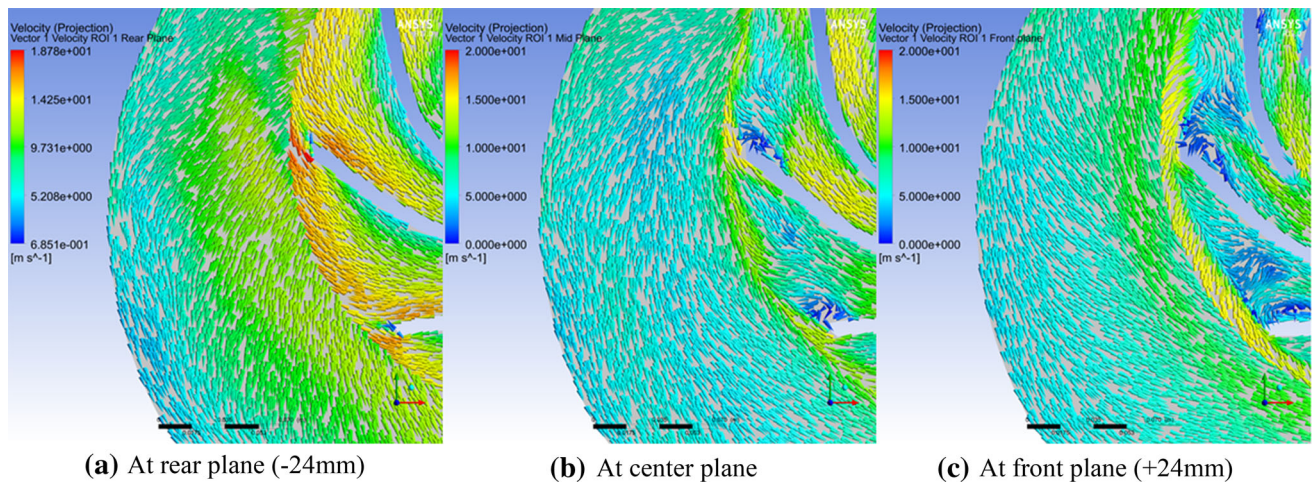 Velocity (Projection)
Vector 1 Velocity ROI 1 Rear Plane
1.878e+001
1.425e+001
9.731e+000
5.208e+000
6.851e-001
[m s^-1]
ANSYS
Velocity (Projection)
Vector 1 Velocity ROI 1 Mid Plane
2.000e+001
1.500e+001
1.000e+001
5.000e+000
0.000e+000
[m s^-1]
ANSYS
Velocity (Projection)
Vector 1 Velocity ROI 1 Front plane
2.000e+001
1.500e+001
1.000e+001
5.000e+000
0.000e+000
[m s^-1]
ANSYS
(a) At rear plane (-24mm)
(b) At center plane
(c) At front plane (+24mm)